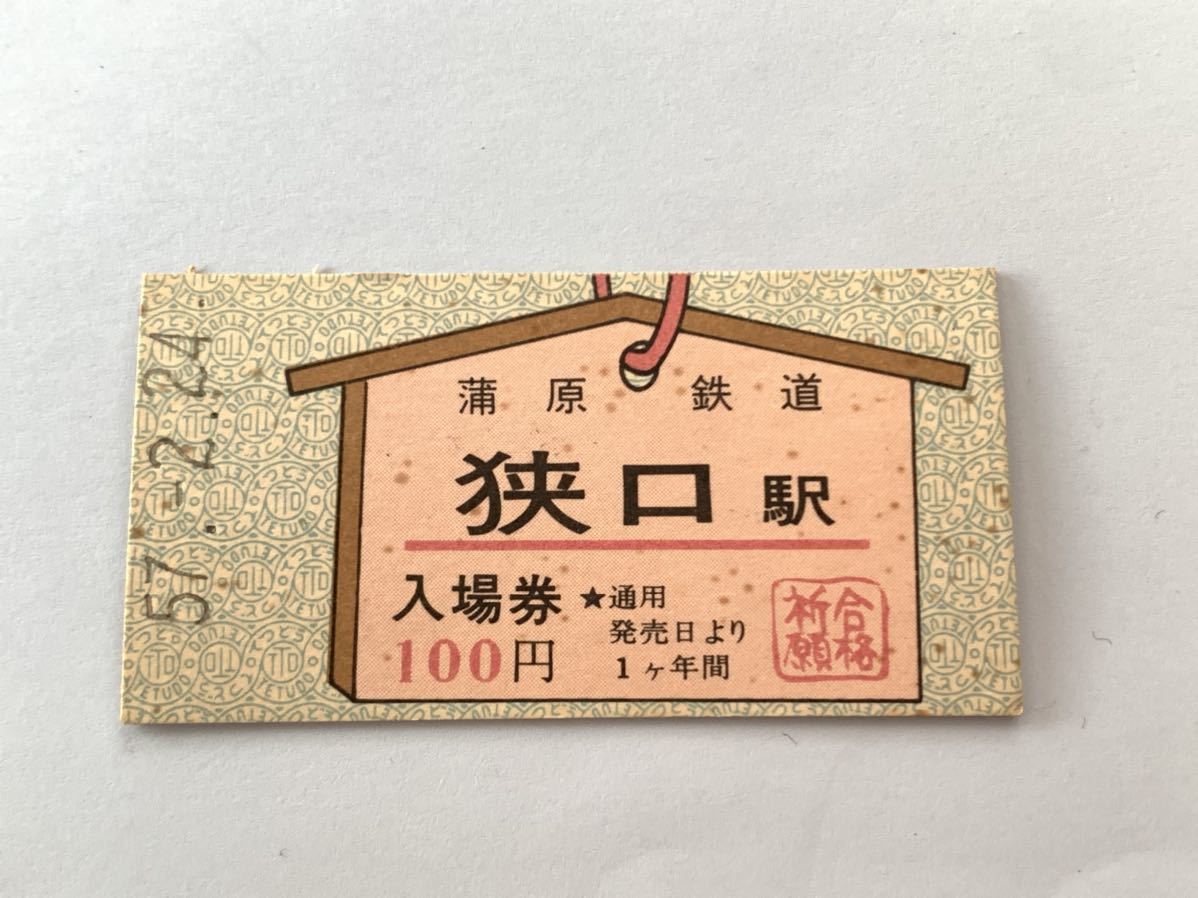 57.-2.24.
蒲原鉄道
狭口駅
入場券
100円
★通用
発売日より
1ヶ年間
合格
祈願